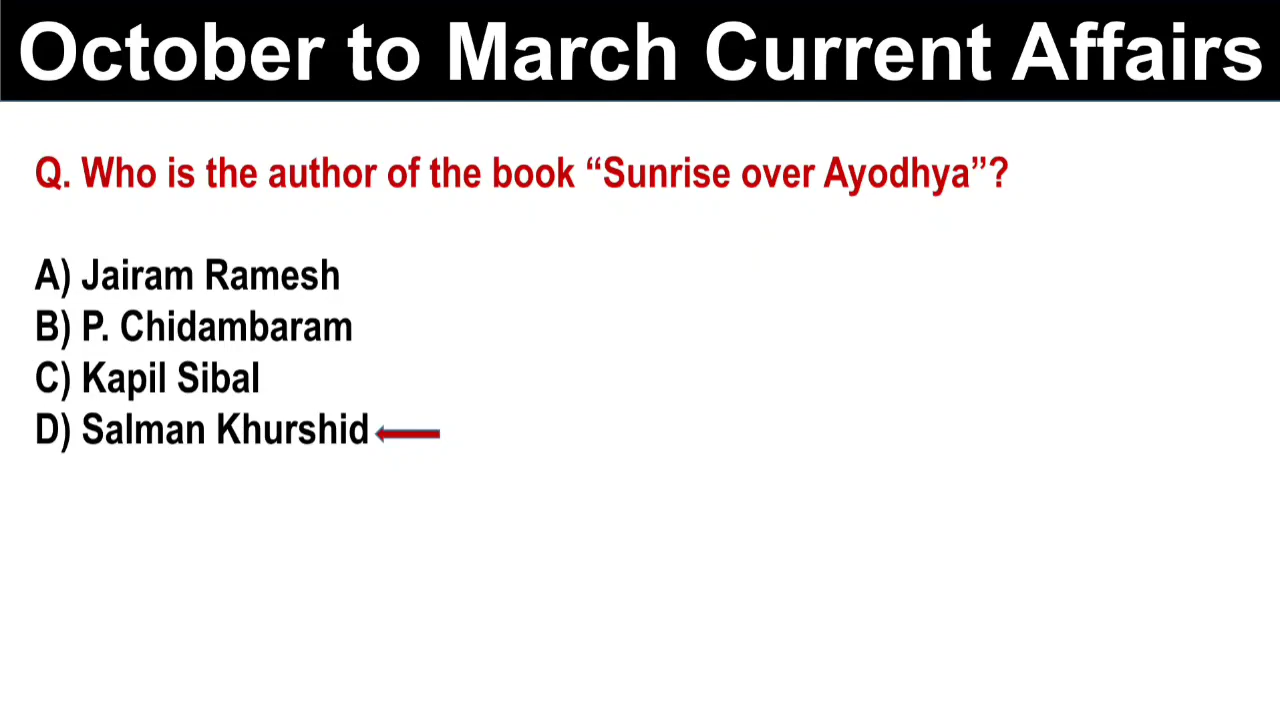 October to March Current Affairs
Q. Who is the author of the book “Sunrise over Ayodhya”?
A) Jairam Ramesh
B) P. Chidambaram
C) Kapil Sibal
D) Salman Khurshid